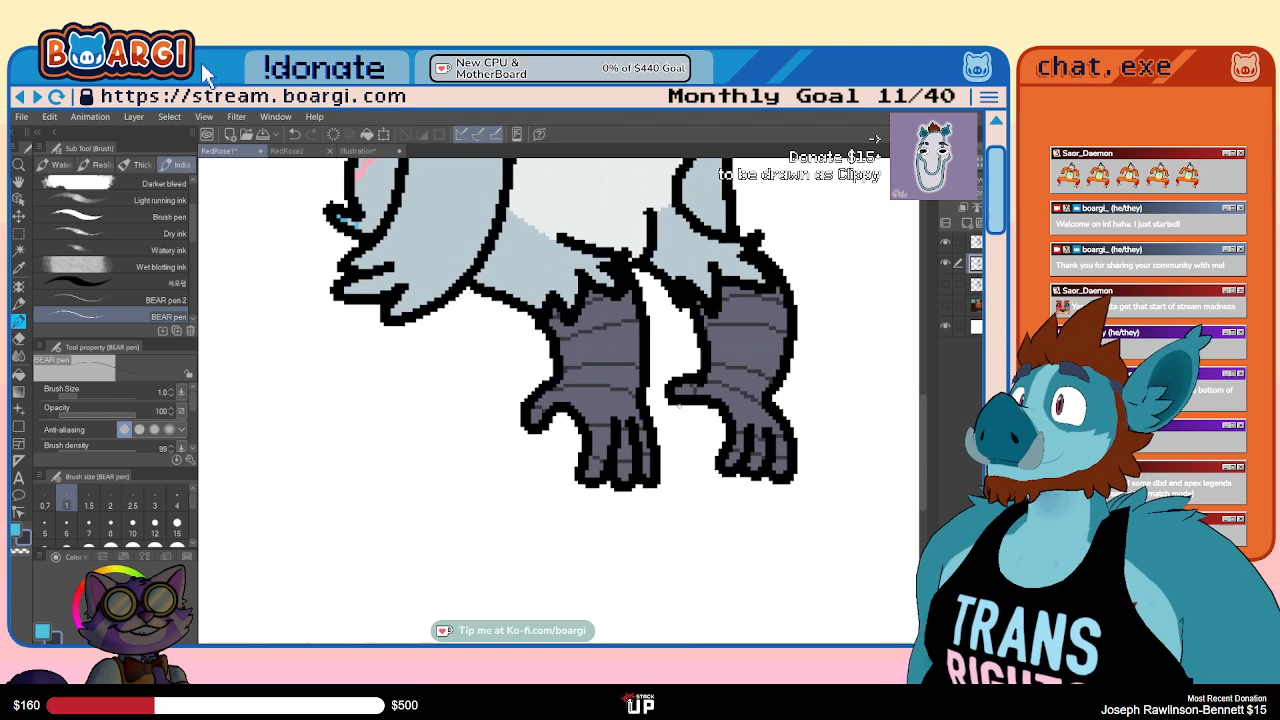 BOARGI
!donate
New CPU &
MotherBoard
0% of $440 Goal
chat.exe
https://stream.boargi.com
Monthly Goal 11/40
File Edit Animation Layer Select View Filter Window Help
Sub Tool [Brush]
RedRose1* RedRose2 Illustration*
Thick India
Darker bleed
Light running ink
Brush pen
Dry ink
Watery ink
Wet blotting ink
BEAR pen 2
BEAR pen
Tool property [BEAR pen]
BEAR pen
Brush Size 1.0
Opacity 100
Anti-aliasing
Brush density 99
Brush size [BEAR pen]
0.7 1 1.5 2 2.5 3 4
5 6 7 8 10 12 15
->
Donate $15+
to be drawn as Clippy
Saor_Daemon
boargi_ (he/they)
Welcome on in! haha. I just started!
boargi_ (he/they)
Thank you for sharing your community with me!
Saor_Daemon
get that start of stream madness
(he/they)
bottom of
some dbd and apex legends
match mode)
TRANS
RIGHTS
Tip me at Ko-fi.com/boargi
$160
$500
STACK
UP
Most Recent Donation
Joseph Rawlinson-Bennett $15